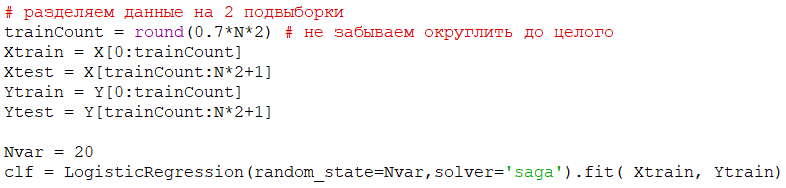 # разделяем данные на 2 подвыборки
trainCount = round(0.7*N*2) # не забываем округлить до целого
Xtrain = X[0:trainCount]
Xtest = X[trainCount:N*2+1]
Ytrain = Y[0:trainCount]
Ytest = Y[trainCount:N*2+1]
Nvar = 20
clf = LogisticRegression(random_state=Nvar,solver='saga').fit( Xtrain, Ytrain)